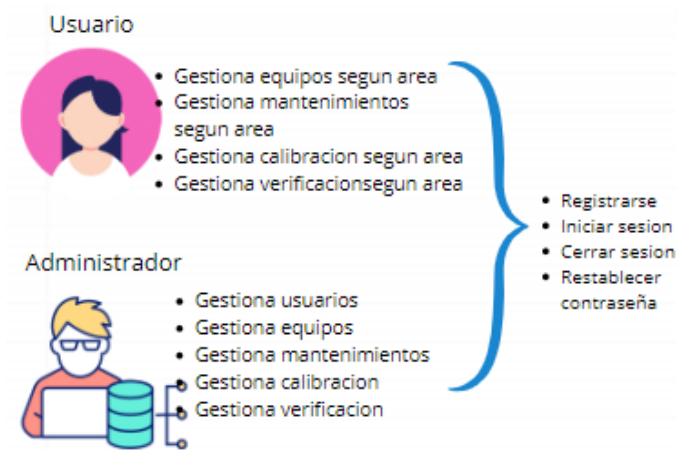 Usuario
• Gestiona equipos segun area
• Gestiona mantenimientos
segun area
• Gestiona calibracion segun area
• Gestiona verificacionsegun area
Administrador
• Gestiona usuarios
• Gestiona equipos
• Gestiona mantenimientos
• Gestiona calibracion
• Gestiona verificacion
• Registrarse
• Iniciar sesion
• Cerrar sesion
• Restablecer
contraseña